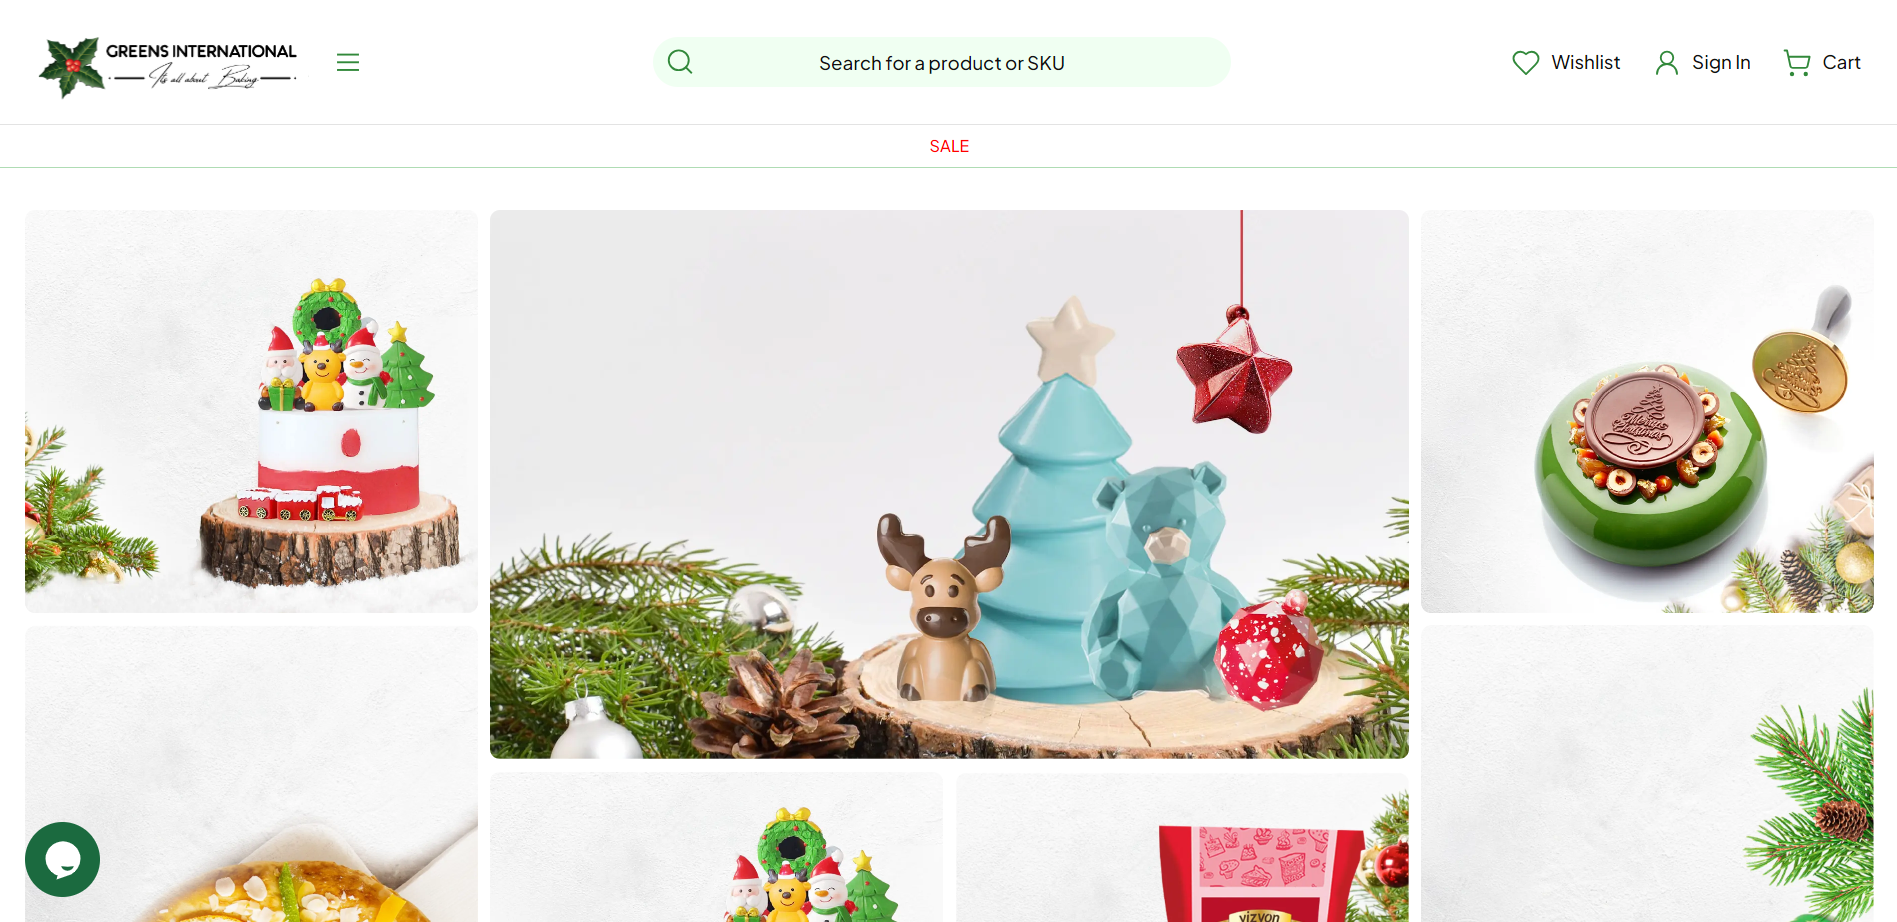 GREENS INTERNATIONAL
It's all about Baking
Search for a product or SKU
Wishlist
Sign In
Cart
SALE
Merry
Christmas
vizyon